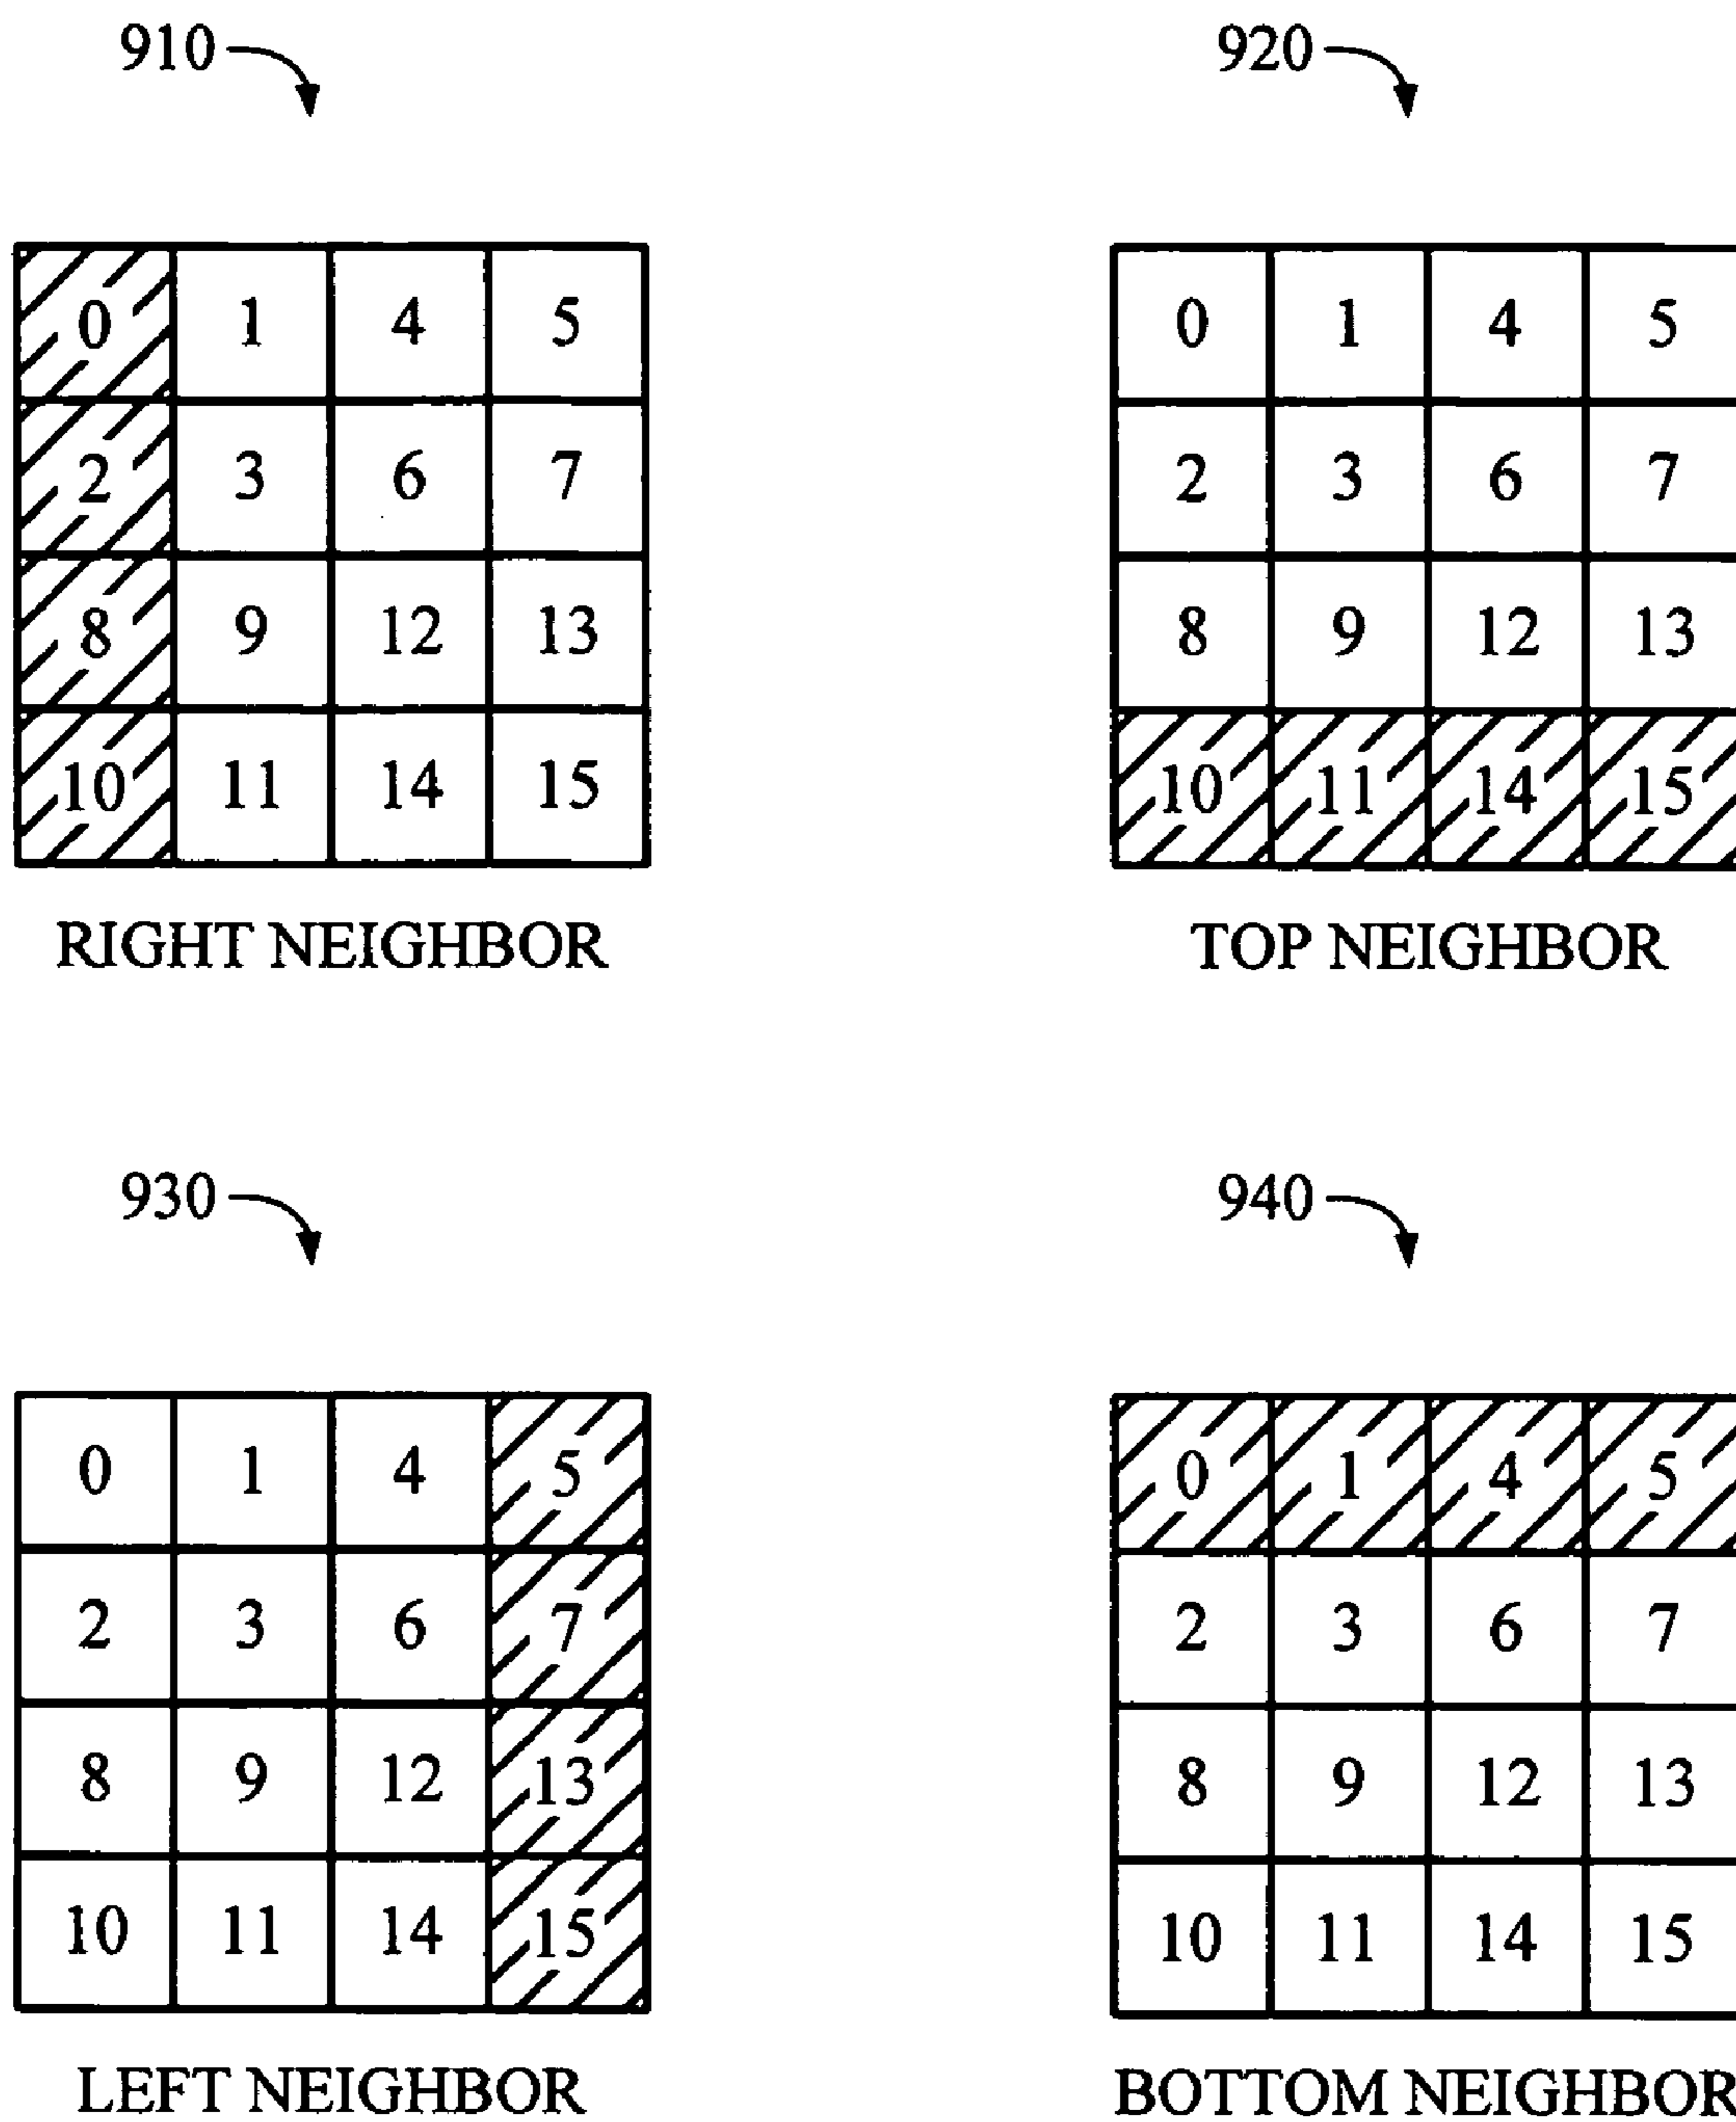 910 920
0 1 4 5 0 1 4 5
2 3 6 7 2 3 6 7
8 9 12 13 8 9 12 13
10 11 14 15 10 11 14 15
RIGHT NEIGHBOR TOP NEIGHBOR
930 940
0 1 4 5 0 1 4 5
2 3 6 7 2 3 6 7
8 9 12 13 8 9 12 13
10 11 14 15 10 11 14 15
LEFT NEIGHBOR BOTTOM NEIGHBOR